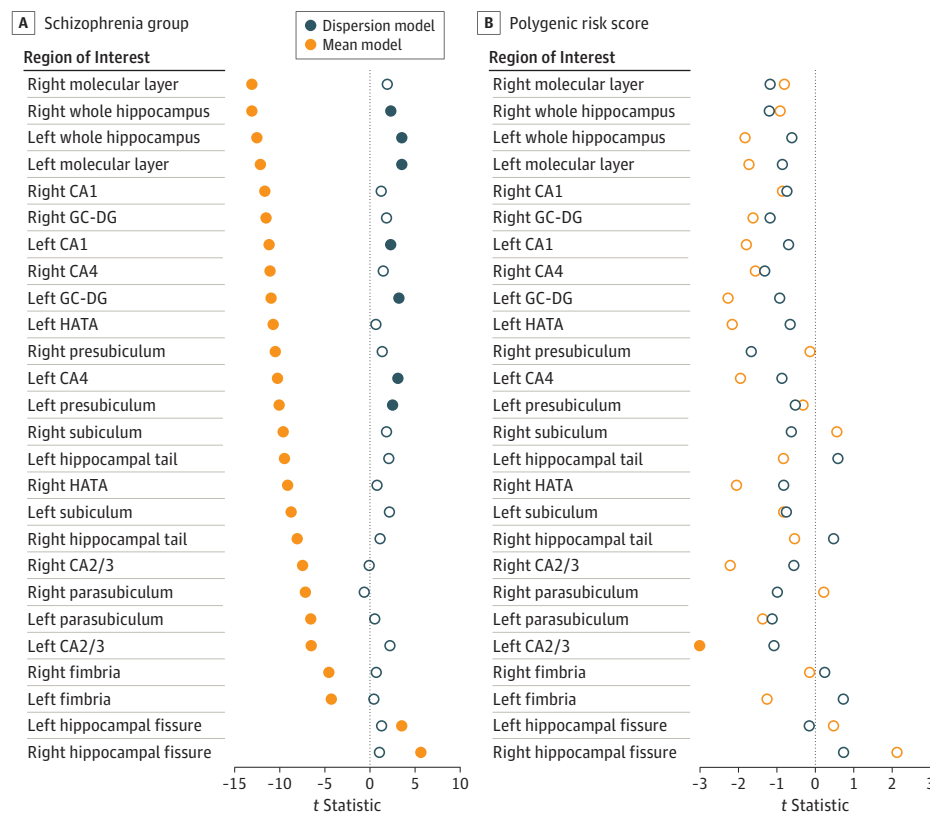 A Schizophrenia group
Dispersion model
Mean model
Region of Interest
Right molecular layer
Right whole hippocampus
Left whole hippocampus
Left molecular layer
Right CA1
Right GC-DG
Left CA1
Right CA4
Left GC-DG
Left HATA
Right presubiculum
Left CA4
Left presubiculum
Right subiculum
Left hippocampal tail
Right HATA
Left subiculum
Right hippocampal tail
Right CA2/3
Right parasubiculum
Left parasubiculum
Left CA2/3
Right fimbria
Left fimbria
Left hippocampal fissure
Right hippocampal fissure
-15 -10 -5 0 5 10
t Statistic
B Polygenic risk score
Region of Interest
Right molecular layer
Right whole hippocampus
Left whole hippocampus
Left molecular layer
Right CA1
Right GC-DG
Left CA1
Right CA4
Left GC-DG
Left HATA
Right presubiculum
Left CA4
Left presubiculum
Right subiculum
Left hippocampal tail
Right HATA
Left subiculum
Right hippocampal tail
Right CA2/3
Right parasubiculum
Left parasubiculum
Left CA2/3
Right fimbria
Left fimbria
Left hippocampal fissure
Right hippocampal fissure
-3 -2 -1 0 1 2 3
t Statistic